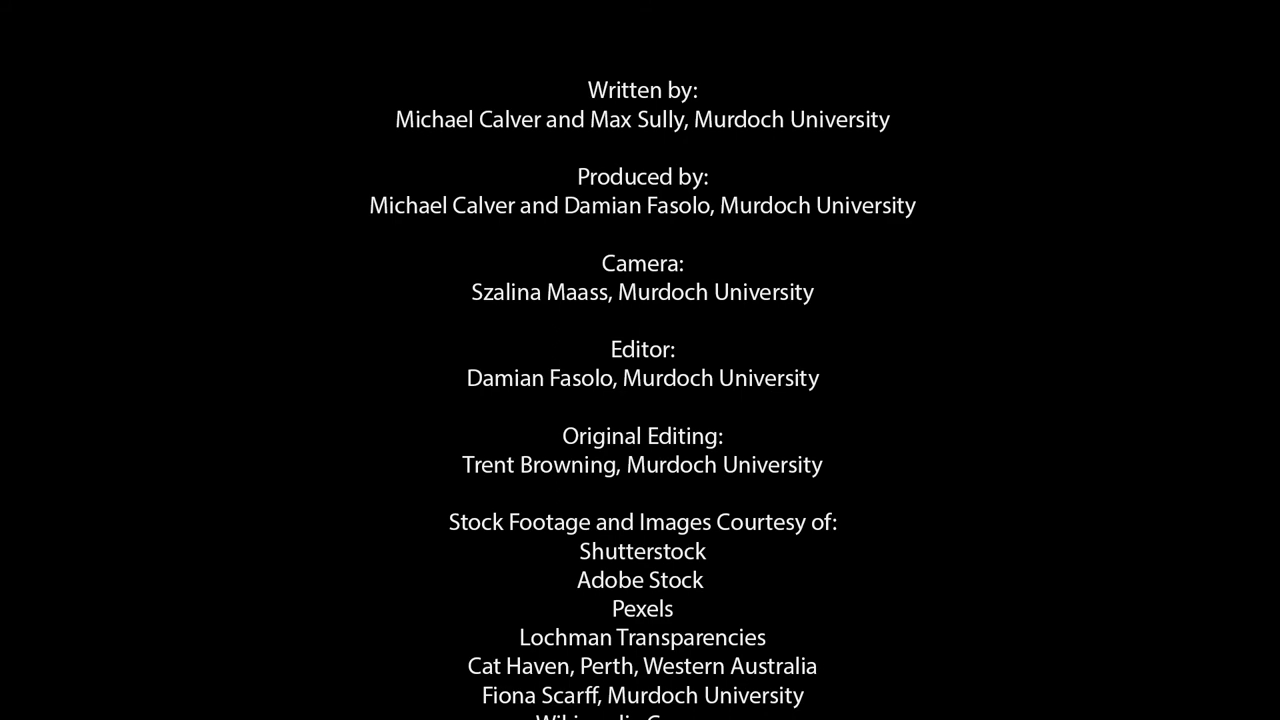 Written by:
Michael Calver and Max Sully, Murdoch University
Produced by:
Michael Calver and Damian Fasolo, Murdoch University
Camera:
Szalina Maass, Murdoch University
Editor:
Damian Fasolo, Murdoch University
Original Editing:
Trent Browning, Murdoch University
Stock Footage and Images Courtesy of:
Shutterstock
Adobe Stock
Pexels
Lochman Transparencies
Cat Haven, Perth, Western Australia
Fiona Scarff, Murdoch University